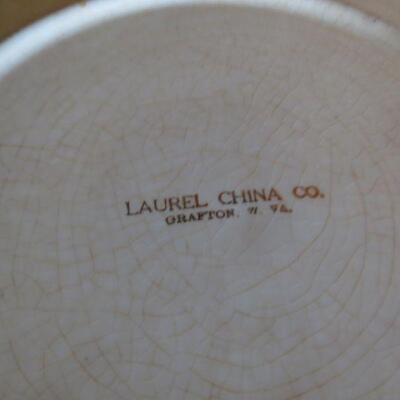 LAUREL CHINA CO.
GRAFTON, W. VA.